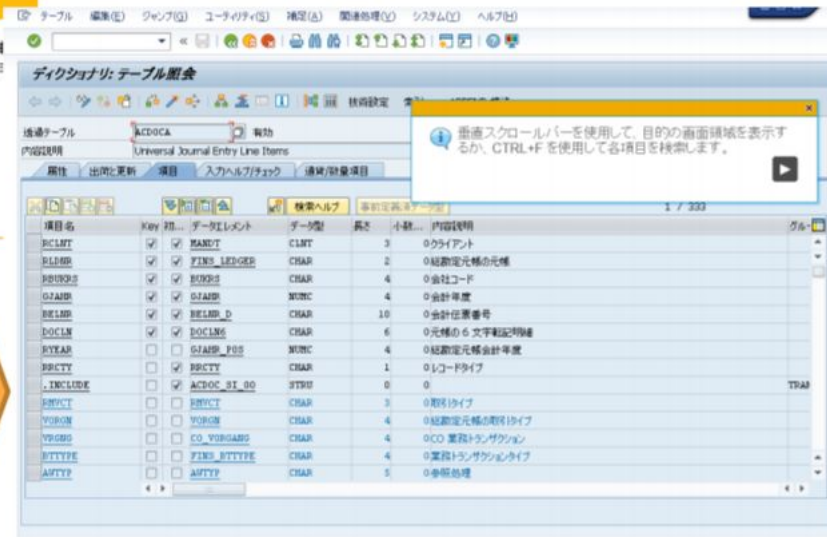 テーブル 編集(E) ジャンプ(G) ユーティリティ(S) 補足(A) 関連処理(V) システム(Y) ヘルプ(H)
ディクショナリ: テーブル照会
技術設定
透過テーブル ACDOCA 有効
内容説明 Universal Journal Entry Line Items
垂直スクロールバーを使用して、目的の画面領域を表示するか、CTRL+F を使用して各項目を検索します。
属性 出荷と更新 項目 入力ヘルプ/チェック 通貨/数量項目
検索ヘルプ 1 / 333
項目名 Key 初... データエレメント データ型 長さ 小数... 内容説明 グルー
RCLNT MANDT CLNT 3 0 クライアント
RLDNR FINS_LEDGER CHAR 2 0 総勘定元帳の元帳
RBUKRS BUKRS CHAR 4 0 会社コード
GJAHR GJAHR NUMC 4 0 会計年度
BELNR BELNR_D CHAR 10 0 会計伝票番号
DOCLN DOCLN6 CHAR 6 0 元帳の 6 文字転記明細
RYEAR GJAHR_POS NUMC 4 0 総勘定元帳会計年度
RRCTY RRCTY CHAR 1 0 レコードタイプ
.INCLUDE ACDOC_SI_00 STRU 0 0 TRAN
RMVCT RMVCT CHAR 3 0 取引タイプ
VORGN VORGN CHAR 4 0 総勘定元帳の取引タイプ
VRGNG CO_VORGANG CHAR 4 0 CO 業務トランザクション
BTTYPE FINS_BTTYPE CHAR 4 0 業務トランザクションタイプ
AWTYP AWTYP CHAR 5 0 参照処理